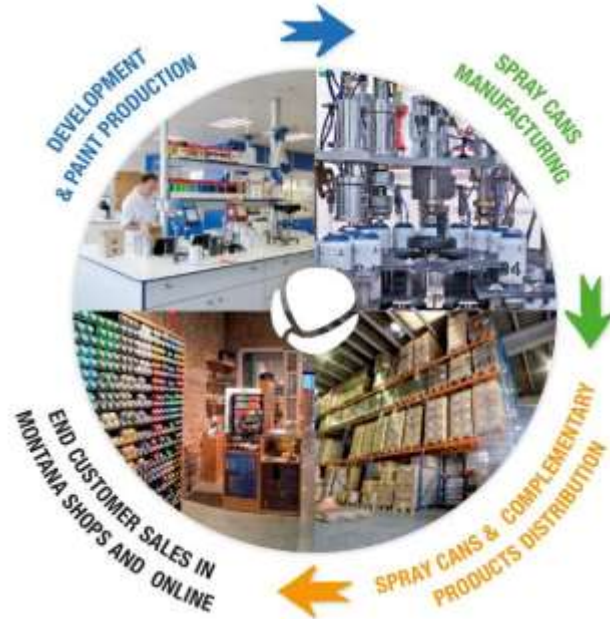 DEVELOPMENT
& PAINT PRODUCTION
SPRAY CANS
MANUFACTURING
SPRAY CANS & COMPLEMENTARY
PRODUCTS DISTRIBUTION
END CUSTOMER SALES IN
MONTANA SHOPS AND ONLINE